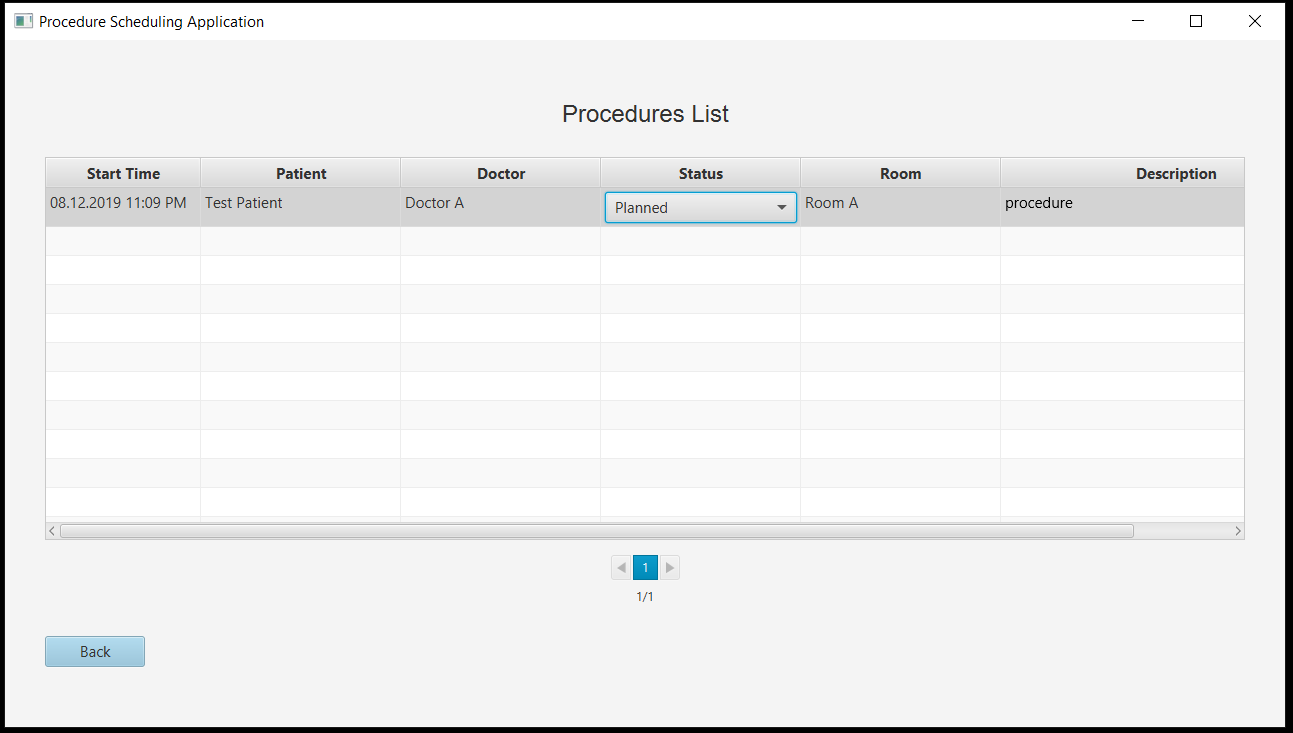 Procedure Scheduling Application
Procedures List
Start Time Patient Doctor Status Room Description
08.12.2019 11:09 PM Test Patient Doctor A Planned Room A procedure
1
1/1
Back